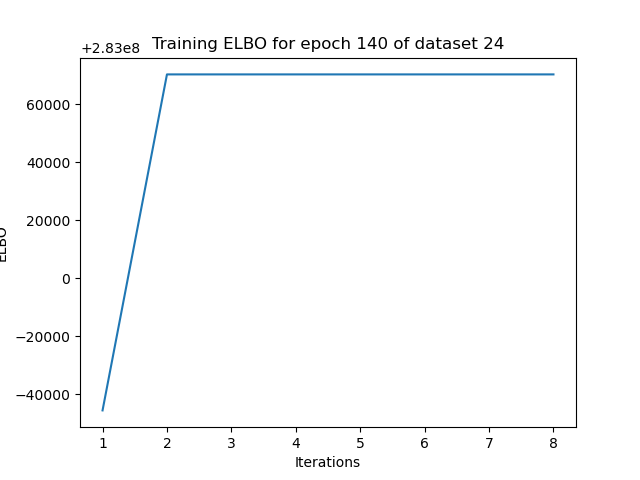 Training ELBO for epoch 140 of dataset 24
+2.83e8
60000
40000
20000
0
−20000
−40000
ELBO
1 2 3 4 5 6 7 8
Iterations